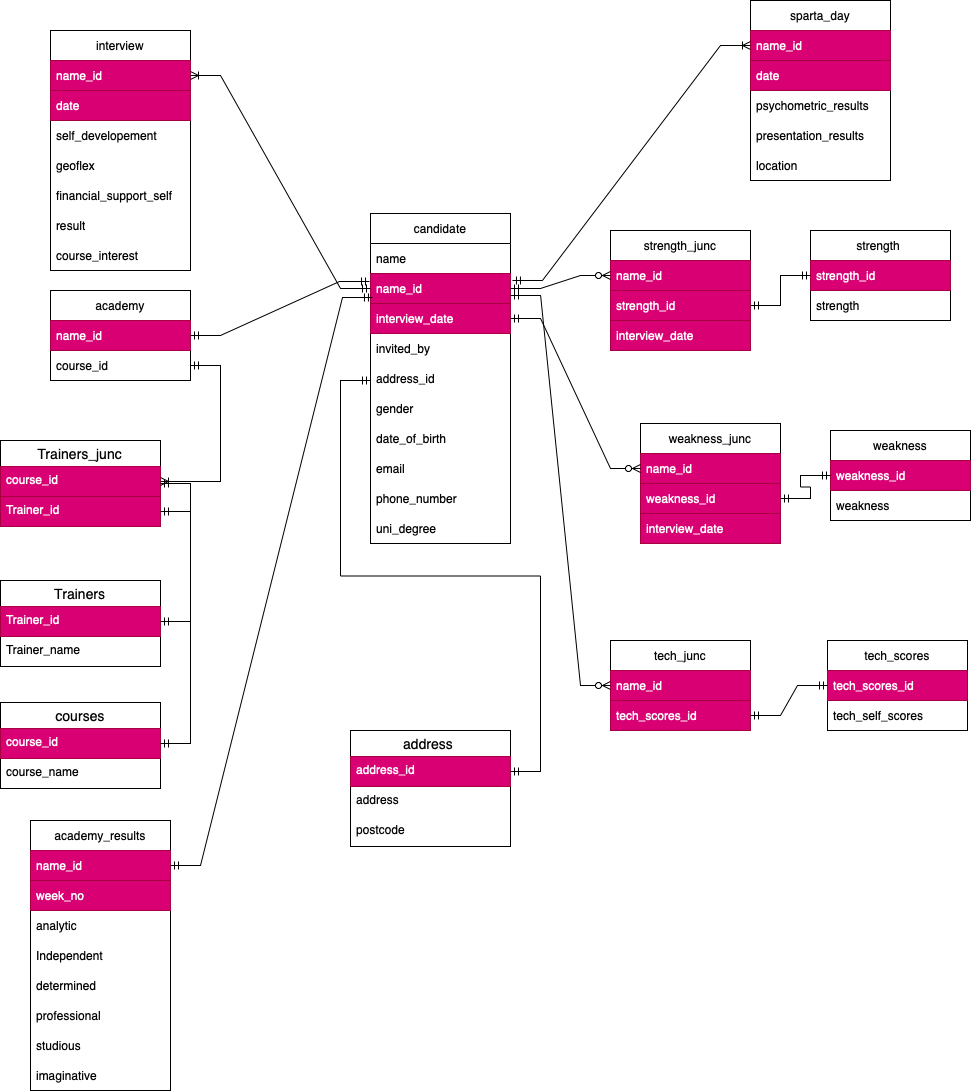 interview
name_id
date
self_developement
geoflex
financial_support_self
result
course_interest
academy
name_id
course_id
Trainers_junc
course_id
Trainer_id
Trainers
Trainer_id
Trainer_name
courses
course_id
course_name
academy_results
name_id
week_no
analytic
Independent
determined
professional
studious
imaginative
candidate
name
name_id
interview_date
invited_by
address_id
gender
date_of_birth
email
phone_number
uni_degree
address
address_id
address
postcode
sparta_day
name_id
date
psychometric_results
presentation_results
location
strength_junc
name_id
strength_id
interview_date
strength
strength_id
strength
weakness_junc
name_id
weakness_id
interview_date
weakness
weakness_id
weakness
tech_junc
name_id
tech_scores_id
tech_scores
tech_scores_id
tech_self_scores